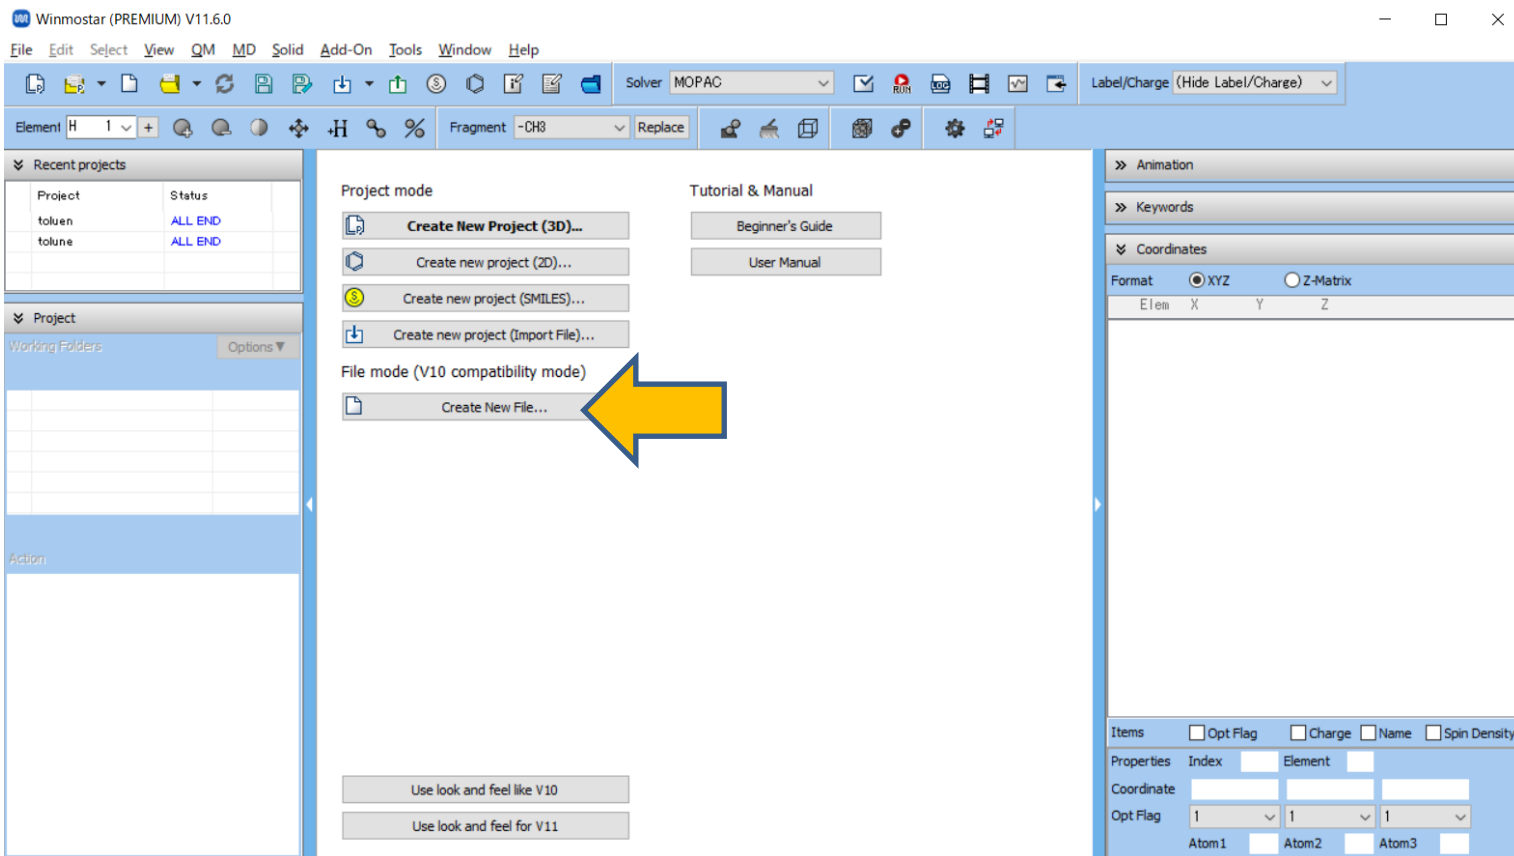 Winmostar (PREMIUM) V11.6.0
File Edit Select View QM MD Solid Add-On Tools Window Help
Solver MOPAC Label/Charge (Hide Label/Charge)
Element H 1 + +H Fragment -CH3 Replace
Recent projects
Project Status
toluen ALL END
tolune ALL END
Project
Working Folders Options▼
Action
Project mode
Create New Project (3D)...
Create new project (2D)...
Create new project (SMILES)...
Create new project (Import File)...
File mode (V10 compatibility mode)
Create New File...
Use look and feel like V10
Use look and feel for V11
Tutorial & Manual
Beginner's Guide
User Manual
Animation
Keywords
Coordinates
Format XYZ Z-Matrix
Elem X Y Z
Items Opt Flag Charge Name Spin Density
Properties Index Element
Coordinate
Opt Flag 1 1 1
Atom1 Atom2 Atom3